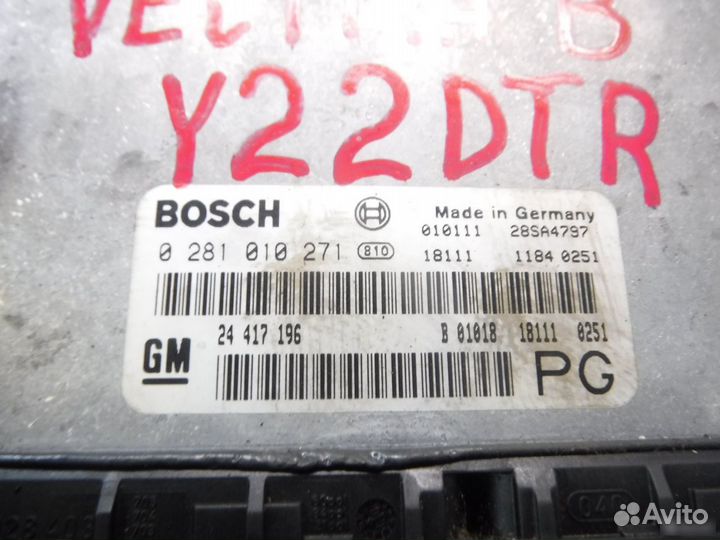 B
Y22DTR
BOSCH
Made in Germany
010111 28SA4797
0 281 010 271 810 18111 1184 0251
24 417 196 B 01018 18111 0251
GM
PG
Avito